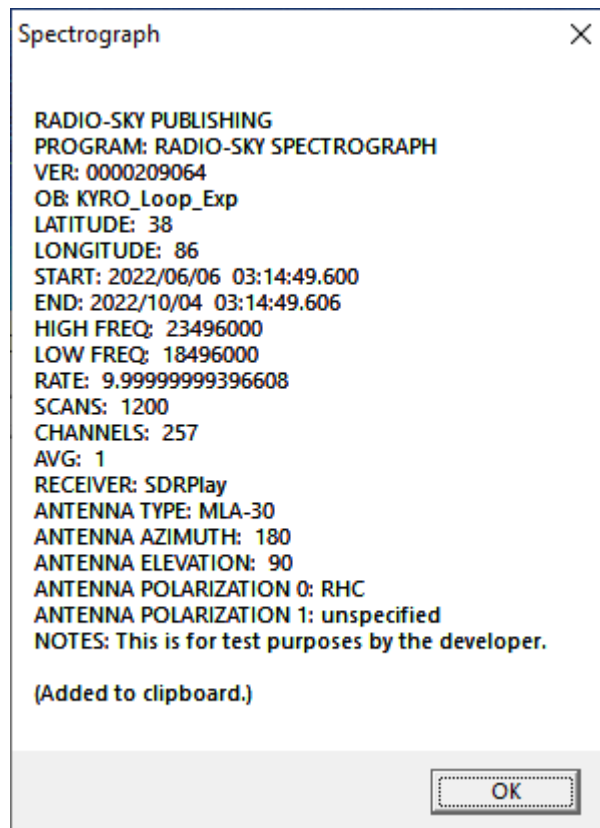 Spectrograph
RADIO-SKY PUBLISHING
PROGRAM: RADIO-SKY SPECTROGRAPH
VER: 0000209064
OB: KYRO_Loop_Exp
LATITUDE:  38
LONGITUDE:  86
START: 2022/06/06  03:14:49.600
END: 2022/10/04  03:14:49.606
HIGH FREQ:  23496000
LOW FREQ:  18496000
RATE:  9.99999999396608
SCANS:  1200
CHANNELS:  257
AVG:  1
RECEIVER: SDRPlay
ANTENNA TYPE: MLA-30
ANTENNA AZIMUTH:  180
ANTENNA ELEVATION:  90
ANTENNA POLARIZATION 0: RHC
ANTENNA POLARIZATION 1: unspecified
NOTES: This is for test purposes by the developer.
(Added to clipboard.)
OK